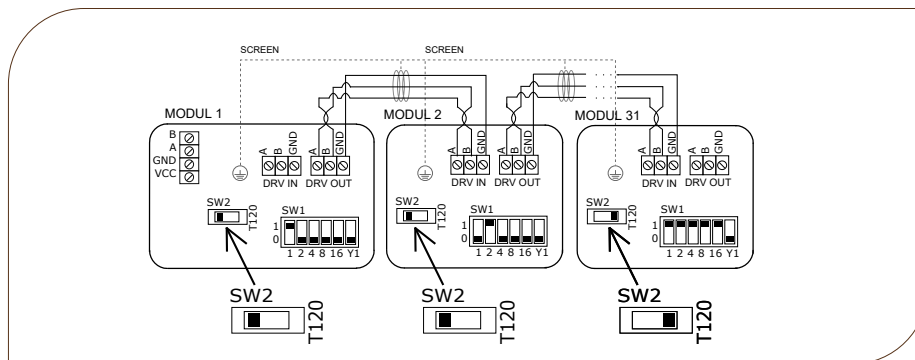 SCREEN SCREEN
MODUL 1 MODUL 2 MODUL 31
B
A
GND
VCC
A B GND A B GND
DRV IN DRV OUT
A B GND A B GND
DRV IN DRV OUT
A B GND A B GND
DRV IN DRV OUT
SW2 T120
SW1
1
0
1 2 4 8 16 Y1
SW2 T120
SW1
1
0
1 2 4 8 16 Y1
SW2 T120
SW1
1
0
1 2 4 8 16 Y1
SW2 T120
SW2 T120
SW2 T120